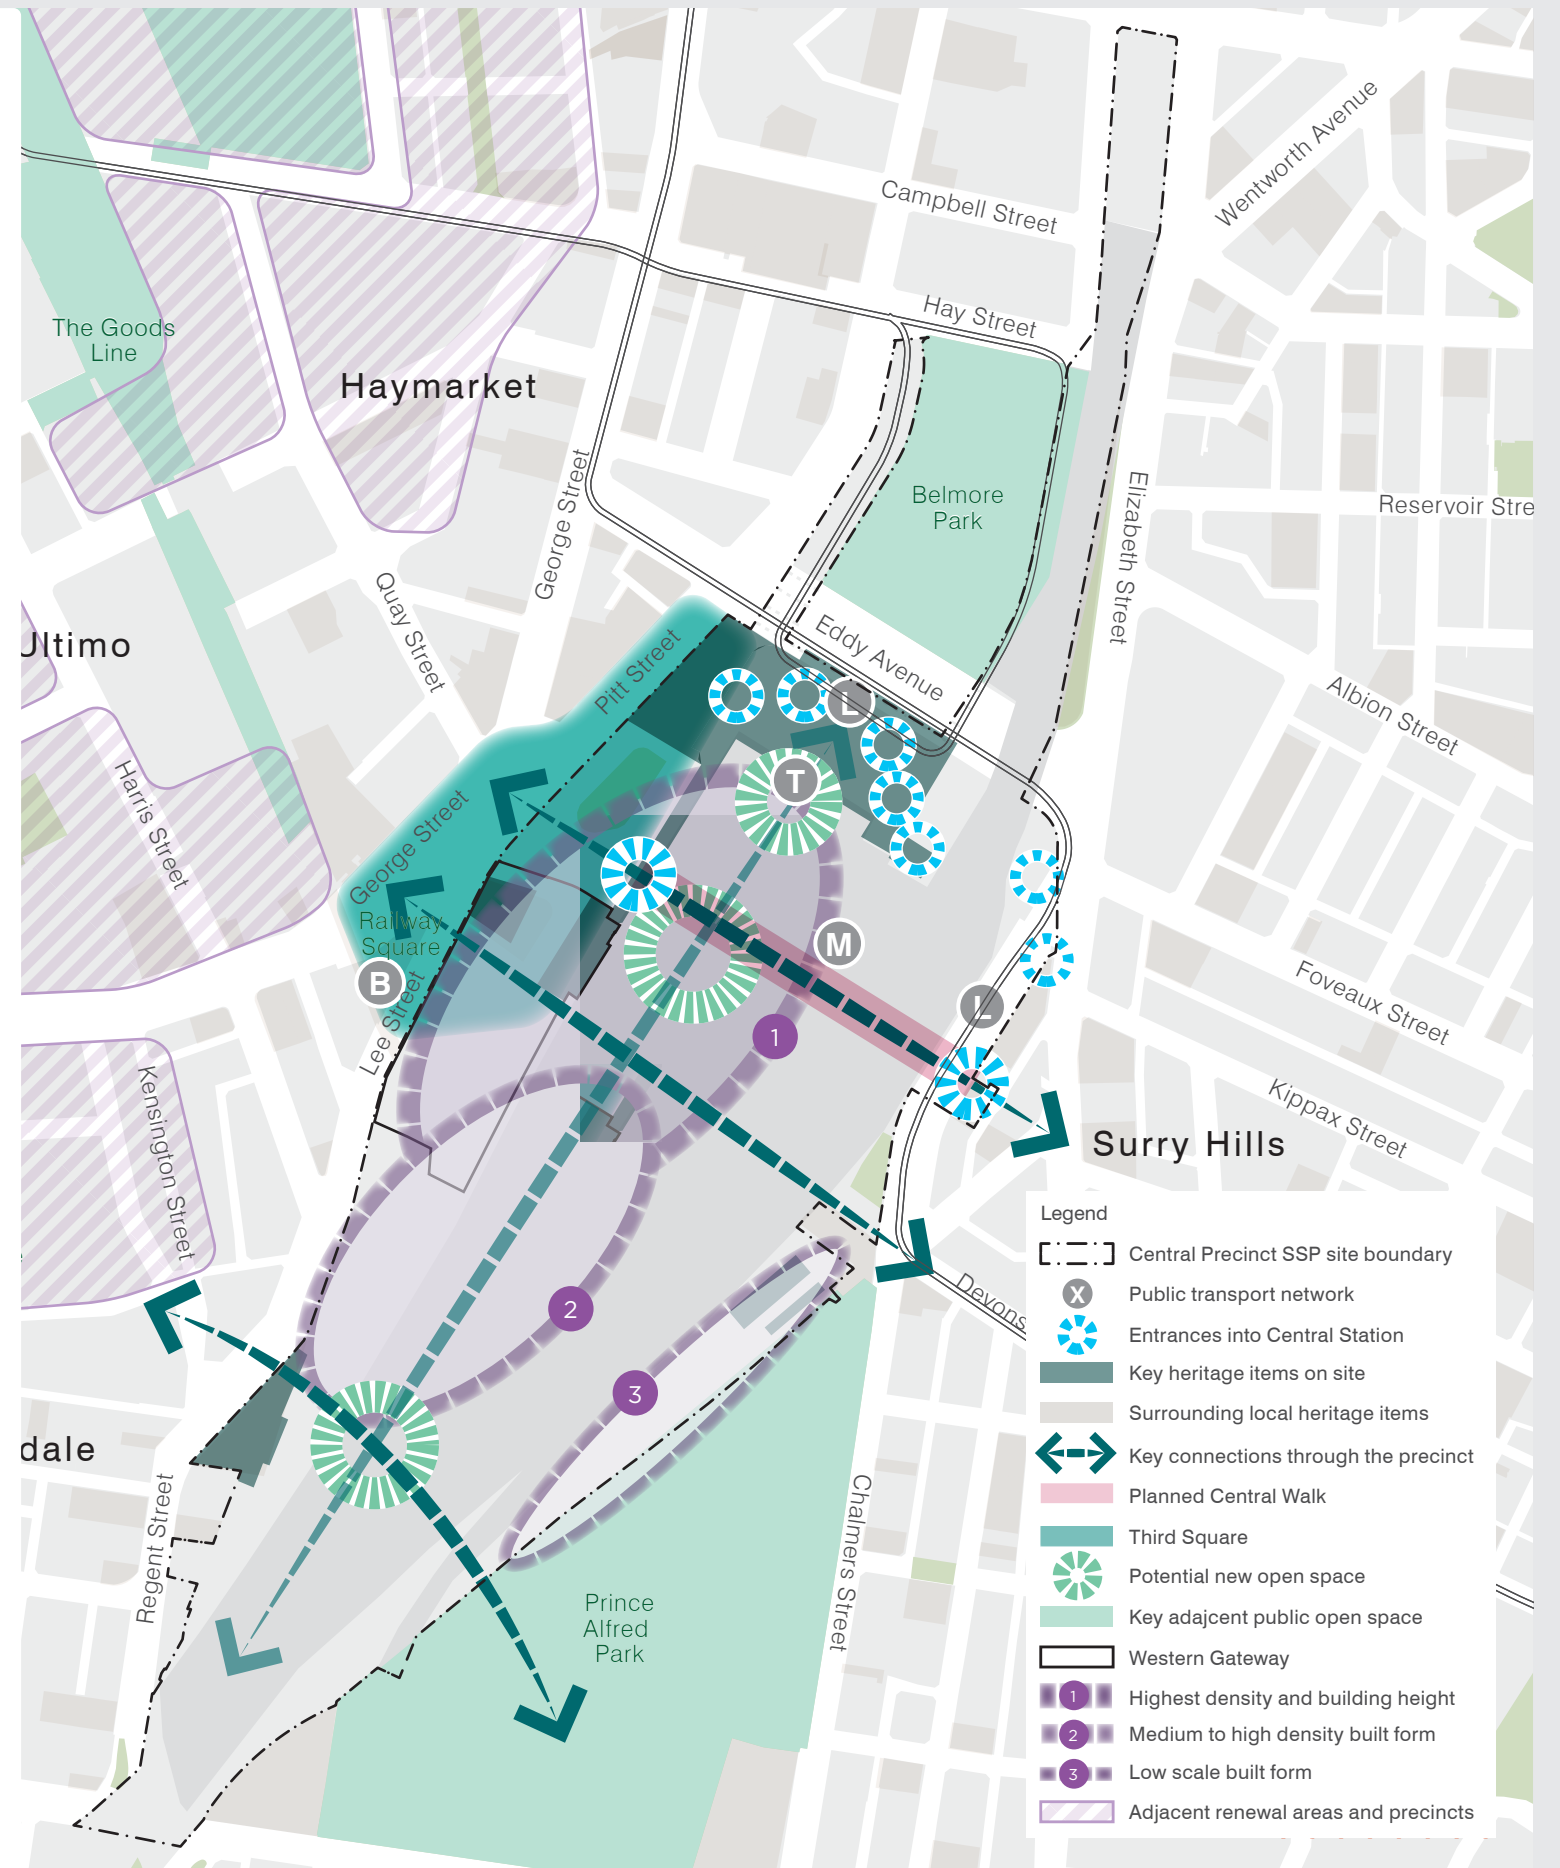 Campbell Street
Wentworth Avenue
Hay Street
The Goods
Line
Haymarket
George Street
Belmore
Park
Elizabeth Street
Reservoir Stre
Quay Street
Pitt Street
Eddy Avenue
Ultimo
Albion Street
L
T
Harris Street
George Street
Railway
Square
B
M
Lee Street
L
1
Foveaux Street
Kensington Street
Kippax Street
Surry Hills
2
3
Devons
dale
Regent Street
Chalmers Street
Prince
Alfred
Park
Legend
Central Precinct SSP site boundary
X Public transport network
Entrances into Central Station
Key heritage items on site
Surrounding local heritage items
Key connections through the precinct
Planned Central Walk
Third Square
Potential new open space
Key adajcent public open space
Western Gateway
1 Highest density and building height
2 Medium to high density built form
3 Low scale built form
Adjacent renewal areas and precincts